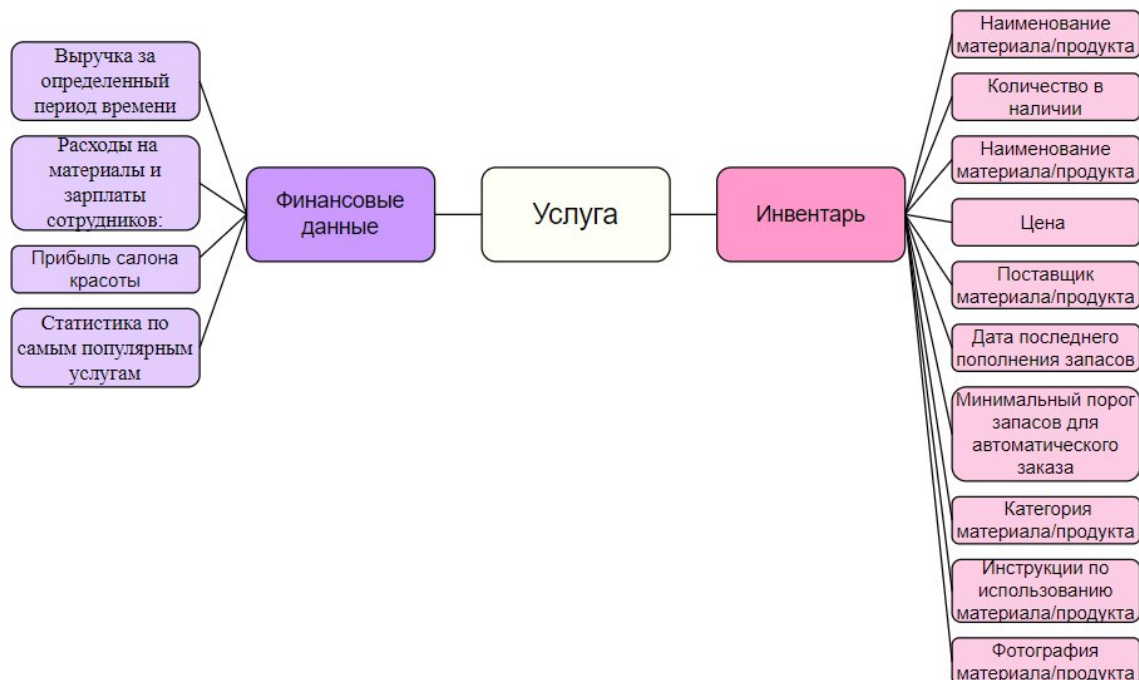 Выручка за
определенный
период времени
Расходы на
материалы и
зарплаты
сотрудников:
Прибыль салона
красоты
Статистика по
самым популярным
услугам
Финансовые
данные
Услуга
Инвентарь
Наименование
материала/продукта
Количество в
наличии
Наименование
материала/продукта
Цена
Поставщик
материала/продукта
Дата последнего
пополнения запасов
Минимальный порог
запасов для
автоматического
заказа
Категория
материала/продукта
Инструкции по
использованию
материала/продукта
Фотография
материала/продукта